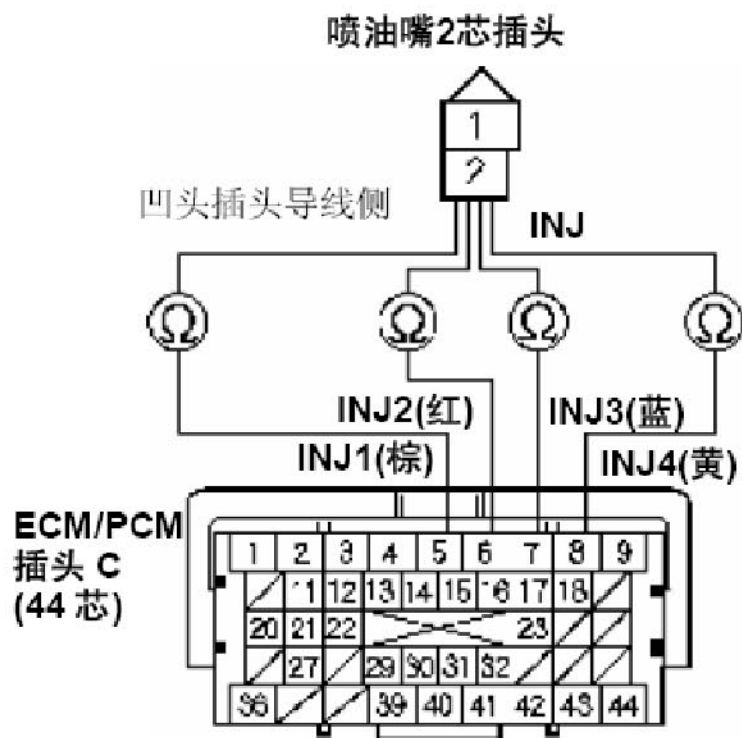 喷油嘴2芯插头
1
2
凹头插头导线侧
INJ
Ω Ω Ω Ω
INJ2(红) INJ3(蓝)
INJ1(棕) INJ4(黄)
ECM/PCM
插头 C
(44 芯)
1 2 3 4 5 6 7 8 9
11 12 13 14 15 16 17 18
20 21 22 23
27 29 30 31 32
36 39 40 41 42 43 44